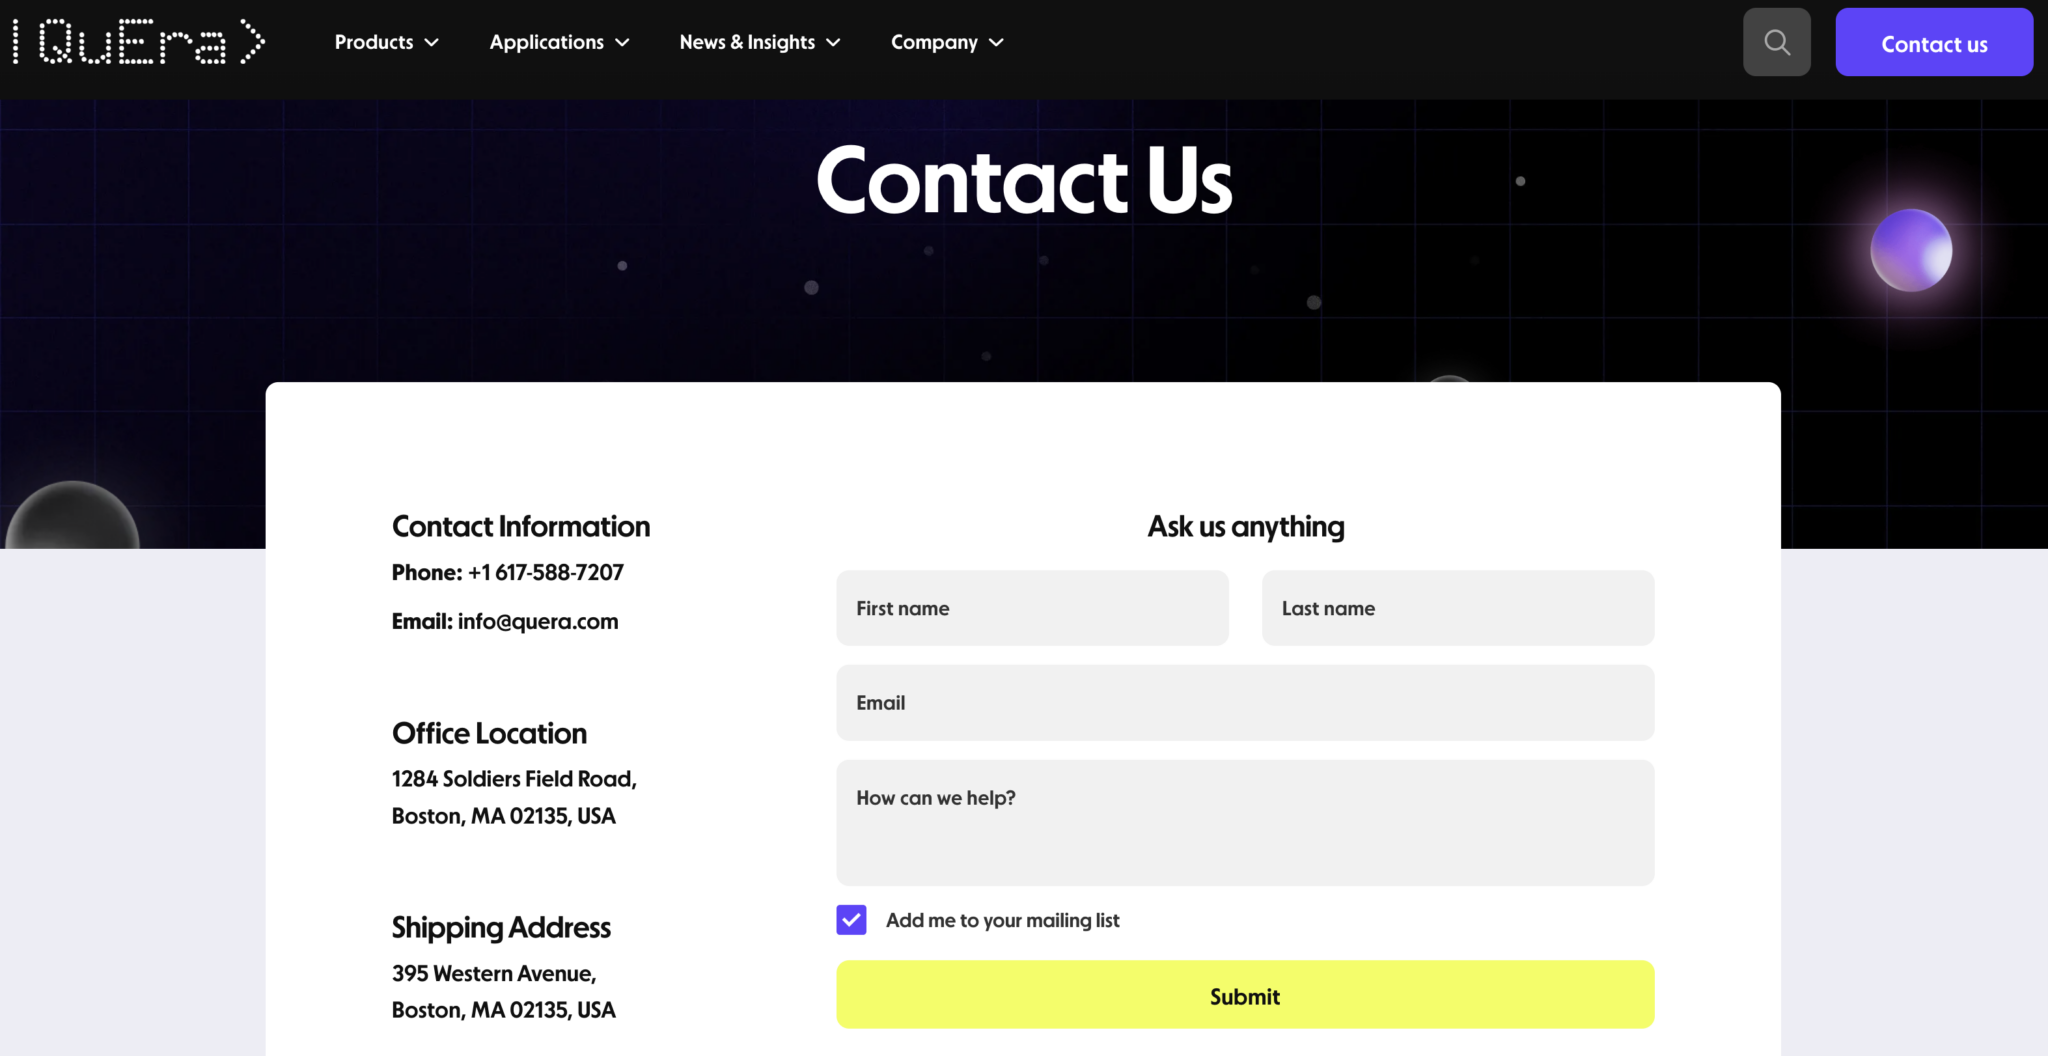 |QuEra>
Products
Applications
News & Insights
Company
Contact us
Contact Us
Contact Information
Phone: +1 617-588-7207
Email: info@quera.com
Office Location
1284 Soldiers Field Road,
Boston, MA 02135, USA
Shipping Address
395 Western Avenue,
Boston, MA 02135, USA
Ask us anything
First name
Last name
Email
How can we help?
Add me to your mailing list
Submit